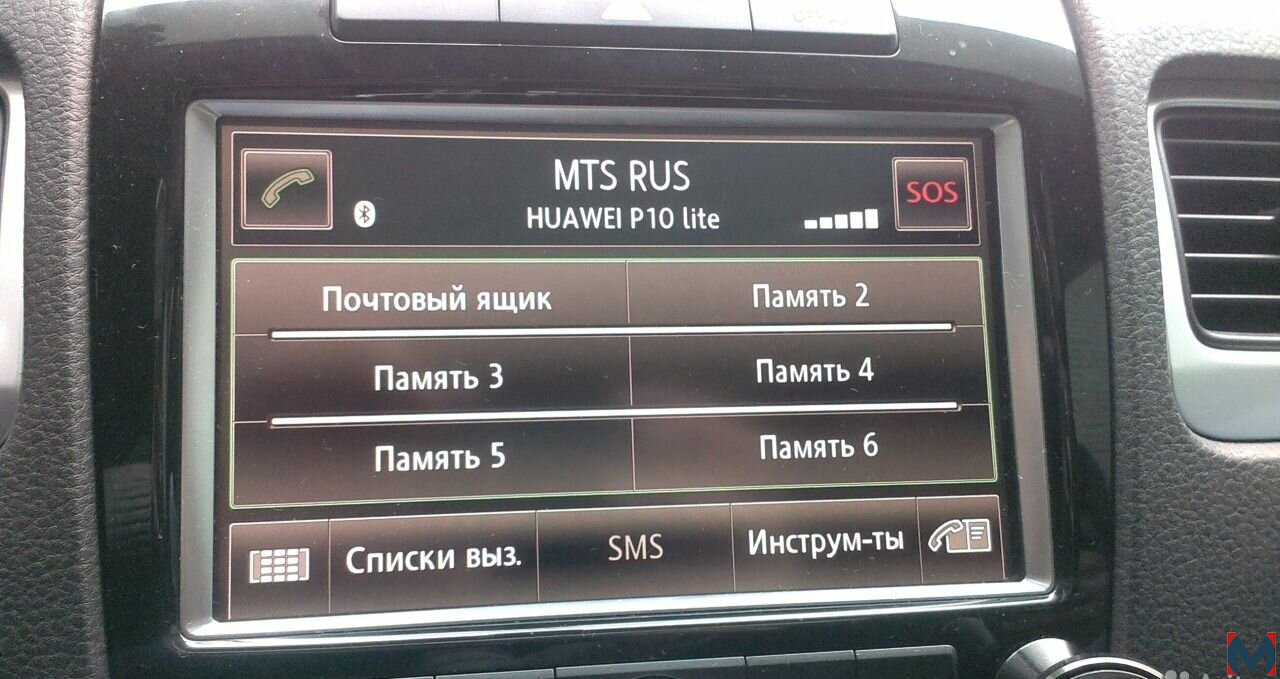 MTS RUS
HUAWEI P10 lite
SOS
Почтовый ящик
Память 2
Память 3
Память 4
Память 5
Память 6
Списки выз.
SMS
Инструм-ты
M